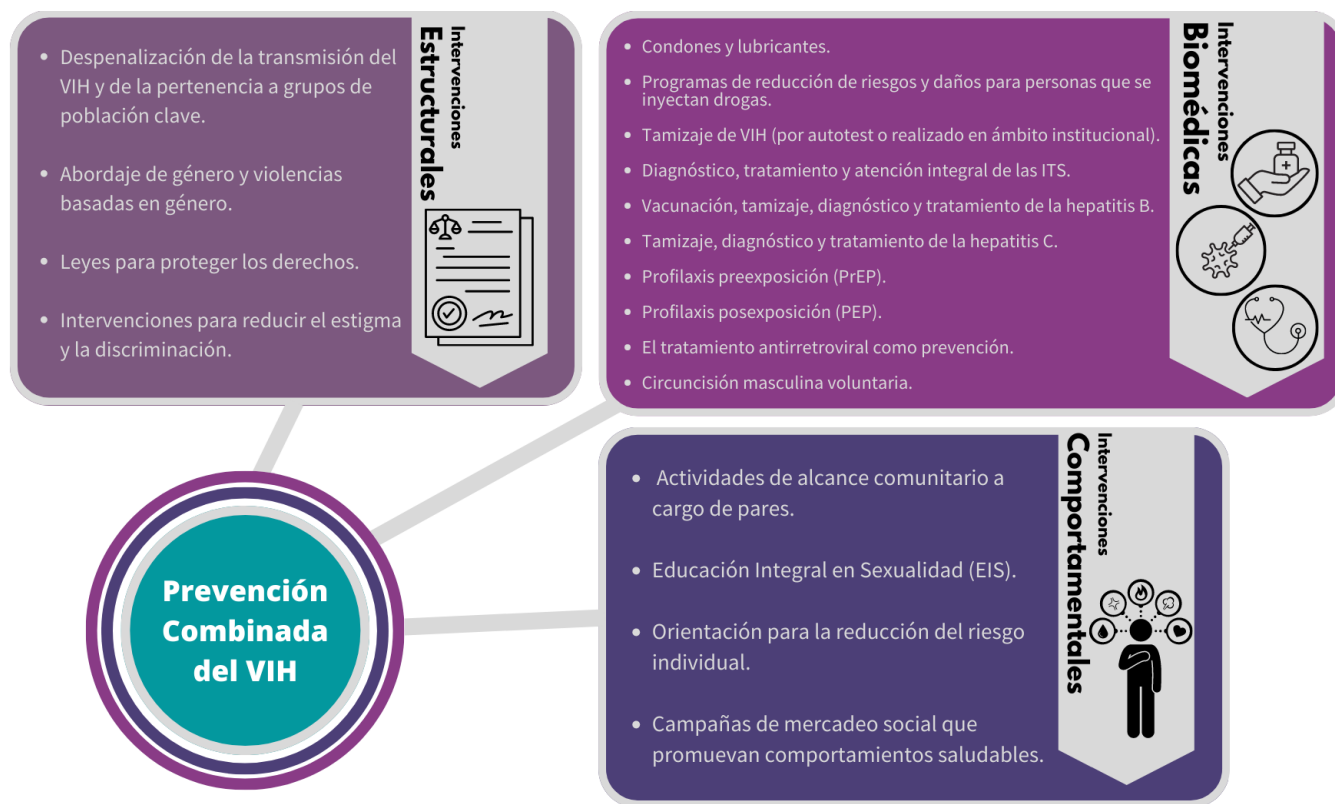 Intervenciones
Estructurales
• Despenalización de la transmisión del
VIH y de la pertenencia a grupos de
población clave.
• Abordaje de género y violencias
basadas en género.
• Leyes para proteger los derechos.
• Intervenciones para reducir el estigma
y la discriminación.
Intervenciones
Biomédicas
• Condones y lubricantes.
• Programas de reducción de riesgos y daños para personas que se
inyectan drogas.
• Tamizaje de VIH (por autotest o realizado en ámbito institucional).
• Diagnóstico, tratamiento y atención integral de las ITS.
• Vacunación, tamizaje, diagnóstico y tratamiento de la hepatitis B.
• Tamizaje, diagnóstico y tratamiento de la hepatitis C.
• Profilaxis preexposición (PrEP).
• Profilaxis posexposición (PEP).
• El tratamiento antirretroviral como prevención.
• Circuncisión masculina voluntaria.
Intervenciones
Comportamentales
• Actividades de alcance comunitario a
cargo de pares.
• Educación Integral en Sexualidad (EIS).
• Orientación para la reducción del riesgo
individual.
• Campañas de mercadeo social que
promuevan comportamientos saludables.
Prevención
Combinada
del VIH